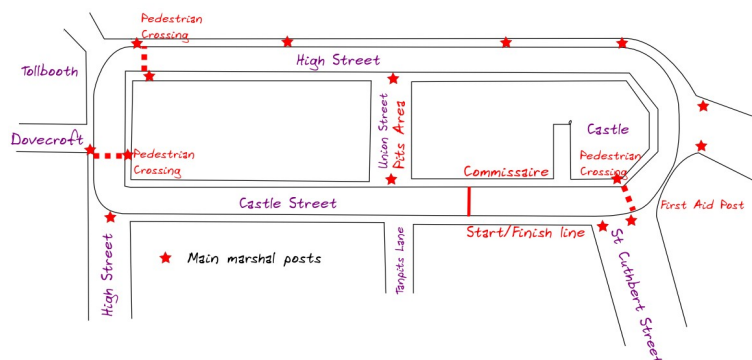 Pedestrian
Crossing
High Street
Tollbooth
Dovecroft
Pedestrian
Crossing
Union Street
Pits Area
Castle
Pedestrian
Crossing
Commissaire
Castle Street
First Aid Post
Start/Finish line
High Street
Main marshal posts
Tanpits Lane
St Cuthbert Street